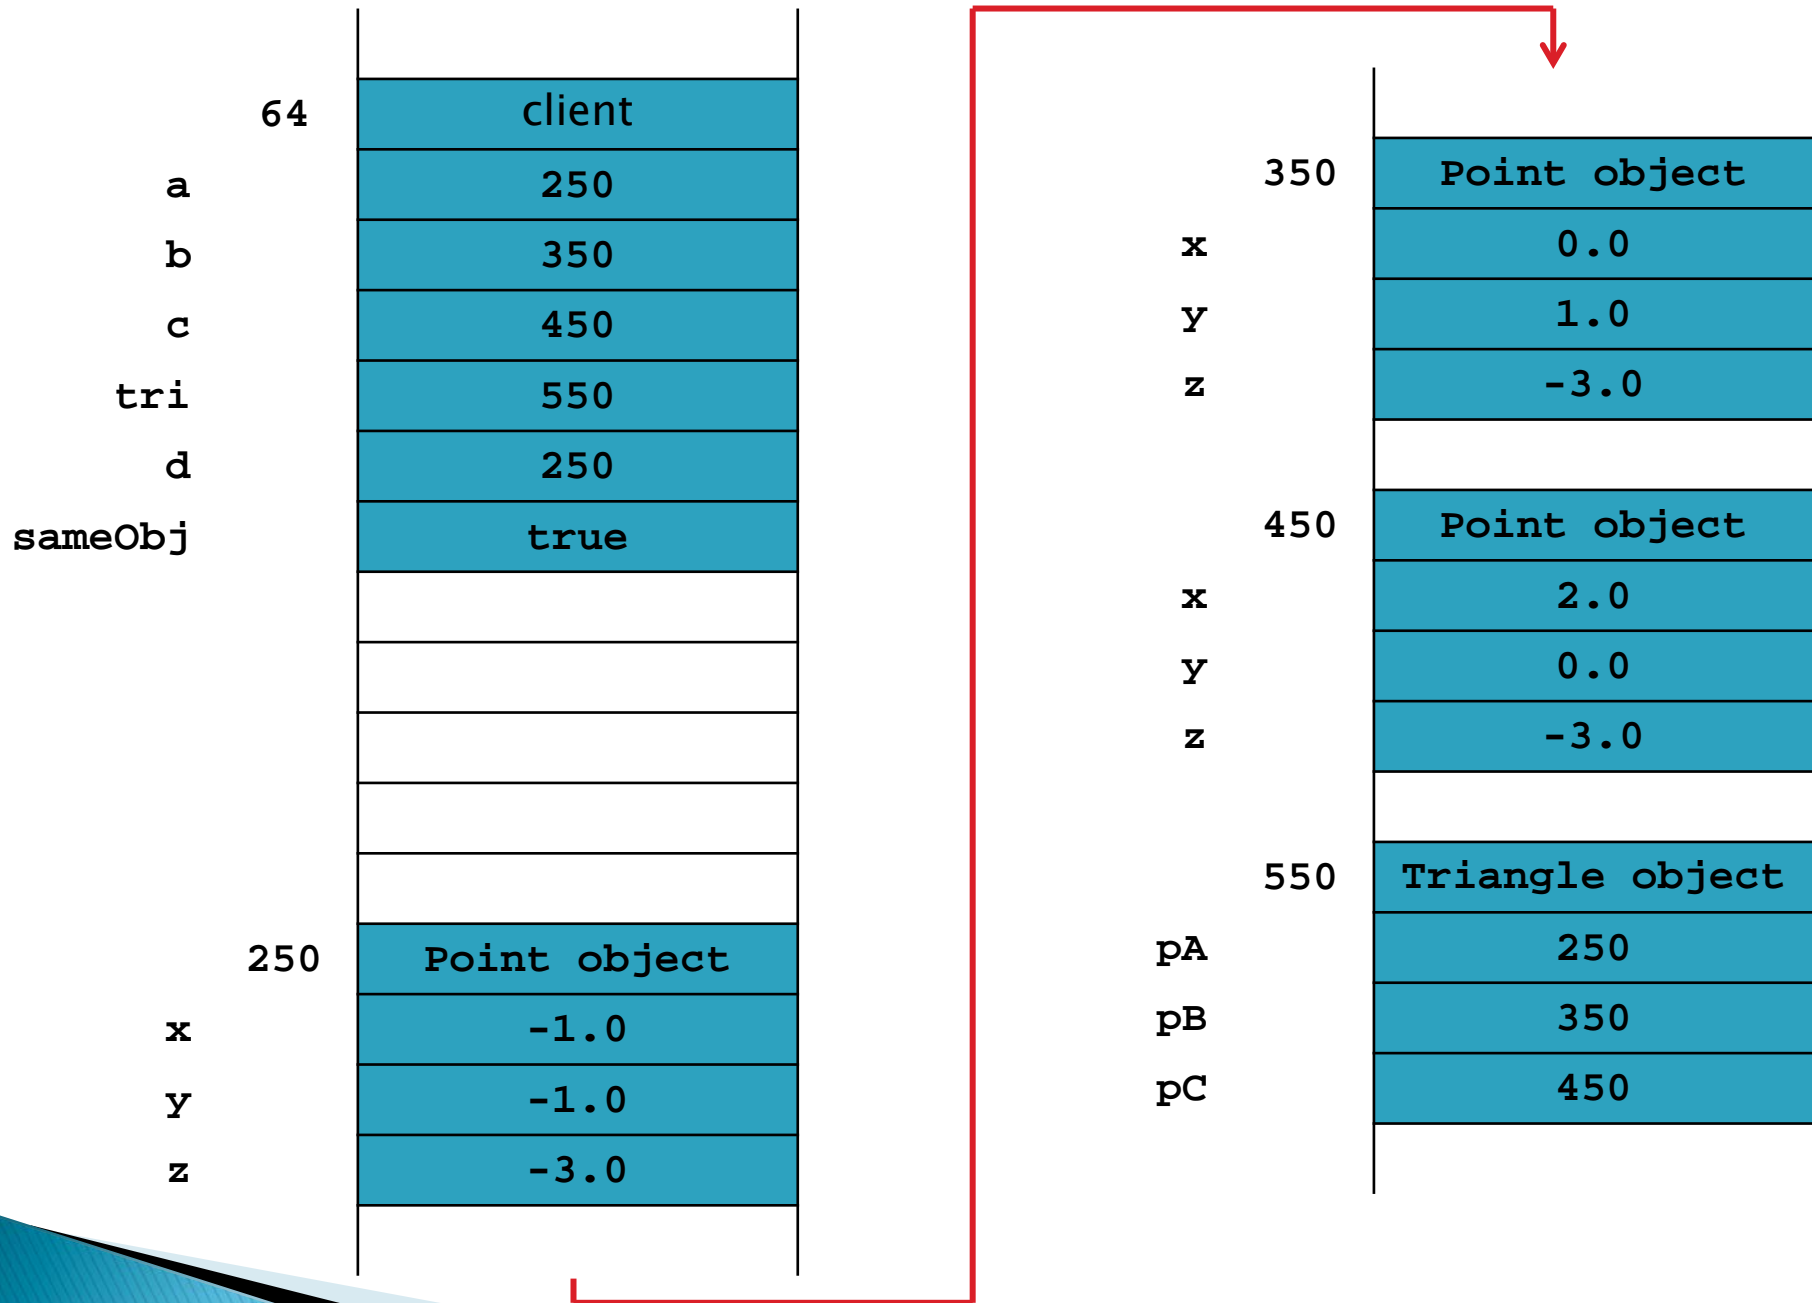 64 client
a 250
b 350
c 450
tri 550
d 250
sameObj true
250 Point object
x -1.0
y -1.0
z -3.0
350 Point object
x 0.0
y 1.0
z -3.0
450 Point object
x 2.0
y 0.0
z -3.0
550 Triangle object
pA 250
pB 350
pC 450